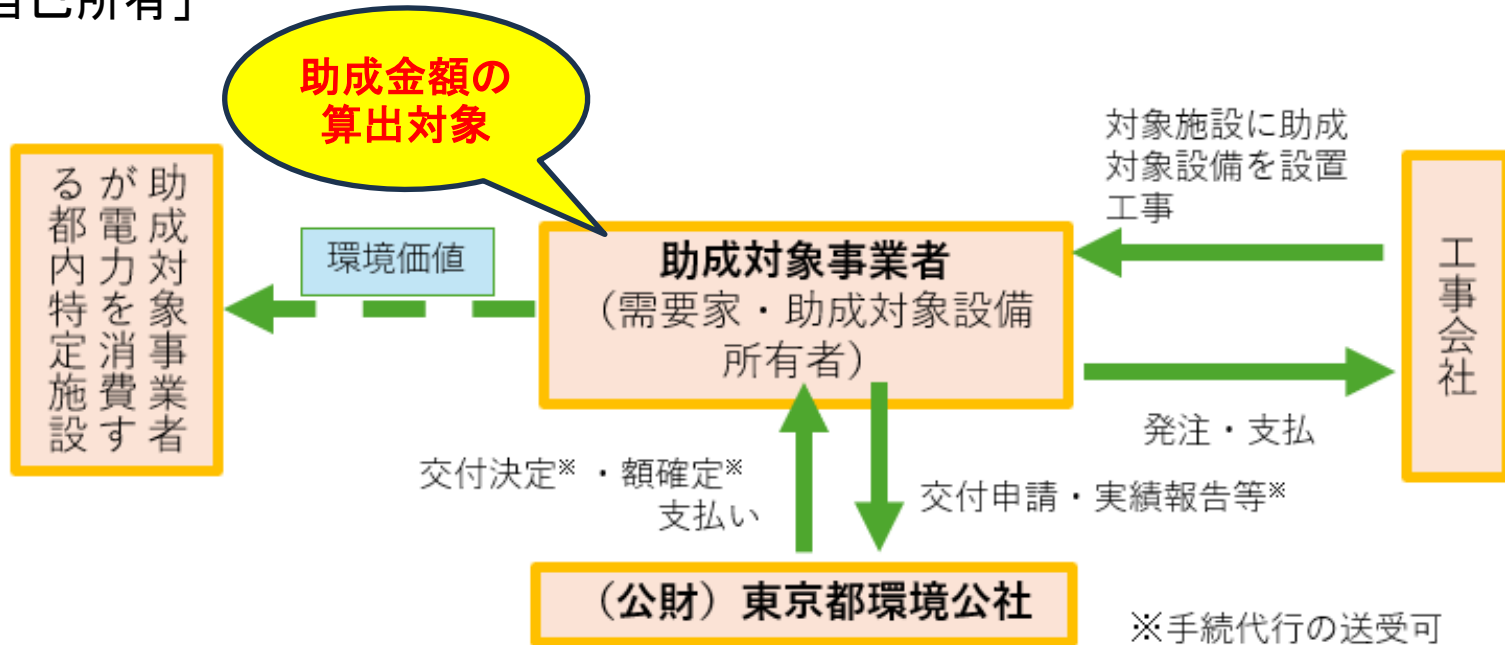 自己所有］
助成金額の
算出対象
対象施設に助成
対象設備を設置
工事
助成対象事業者
が電力を消費す
る都内特定施設
環境価値
助成対象事業者
（需要家・助成対象設備
所有者）
工事会社
発注・支払
交付決定※・額確定※
支払い
交付申請・実績報告等※
（公財）東京都環境公社
※手続代行の送受可